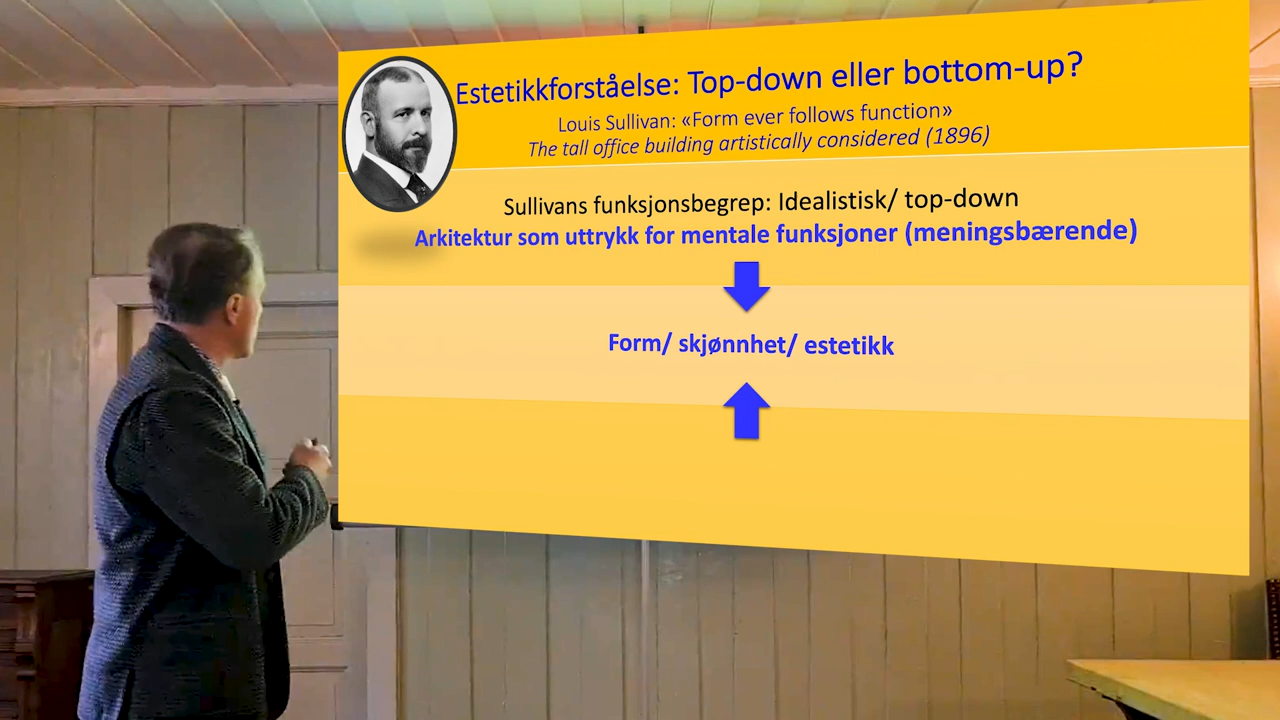 Estetikkforståelse: Top-down eller bottom-up?
Louis Sullivan: «Form ever follows function»
The tall office building artistically considered (1896)
Sullivans funksjonsbegrep: Idealistisk/ top-down
Arkitektur som uttrykk for mentale funksjoner (meningsbærende)
Form/ skjønnhet/ estetikk